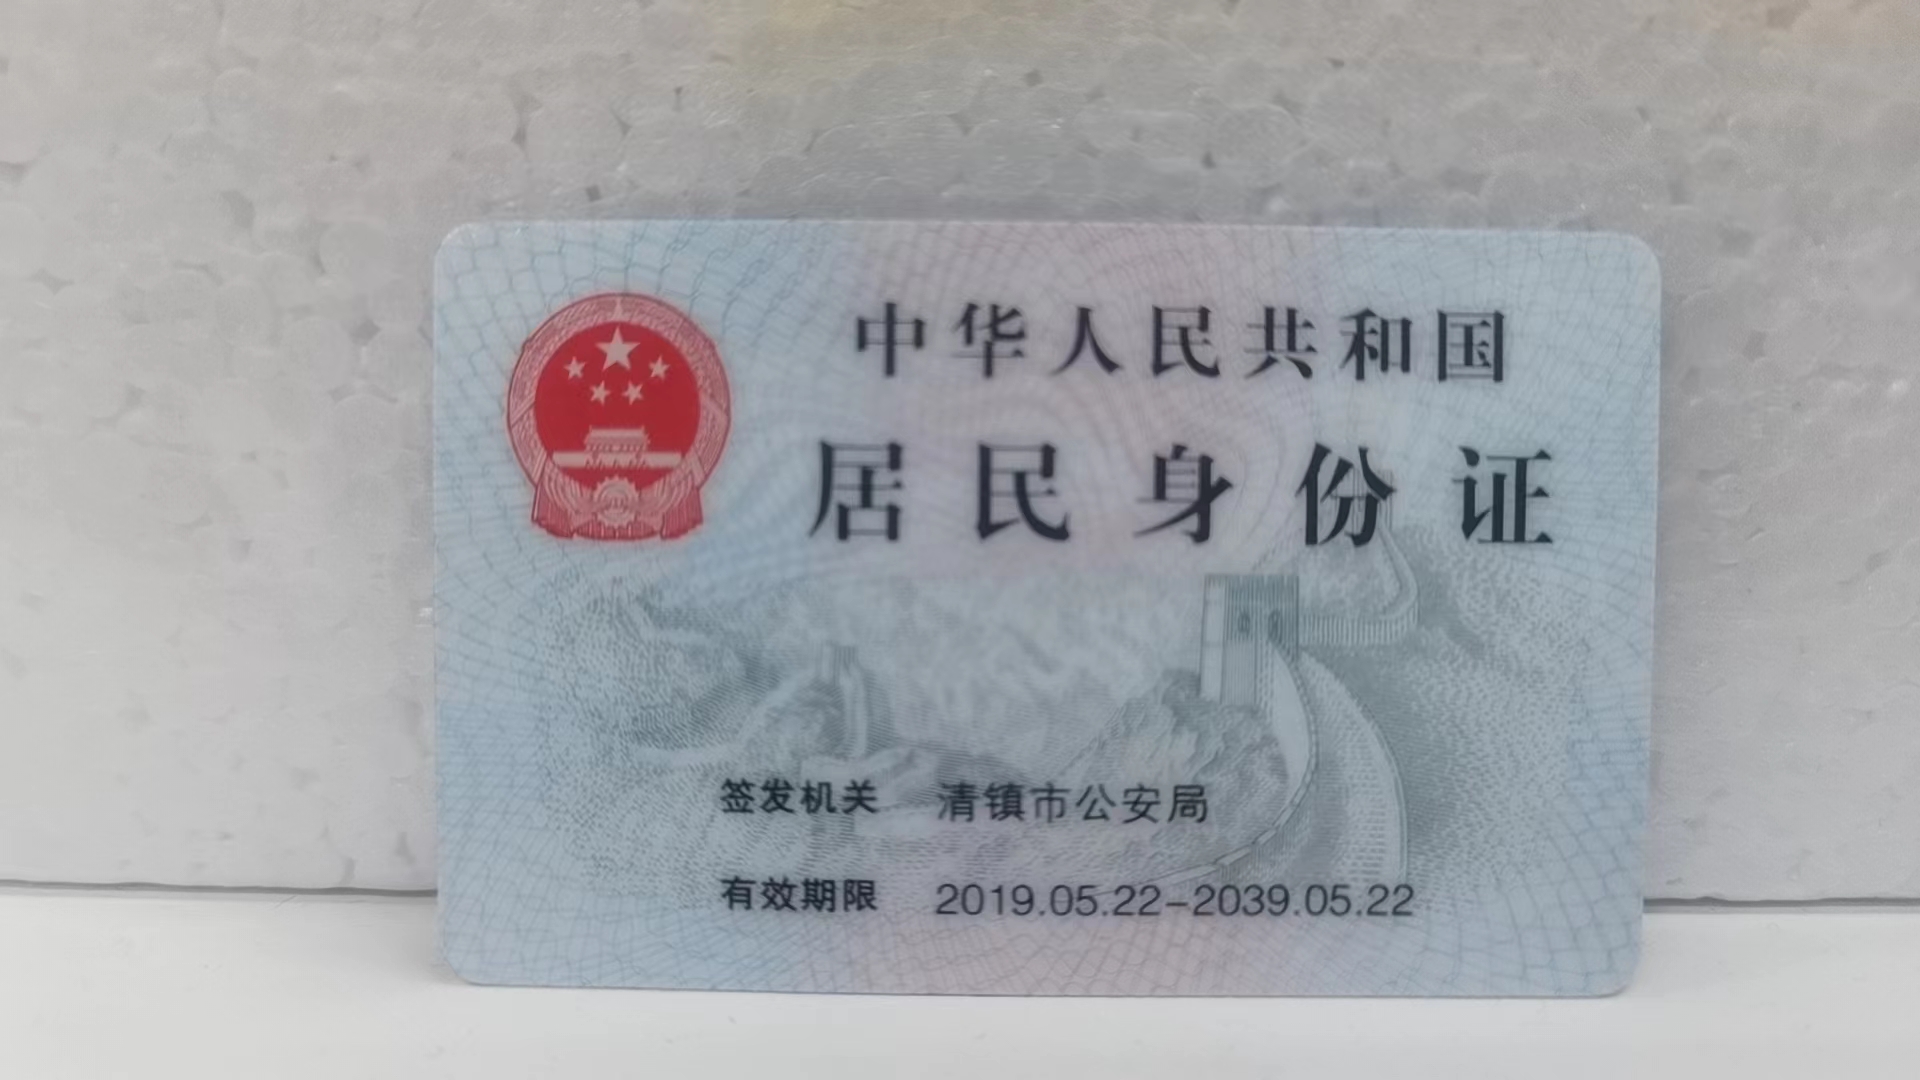 中华人民共和国
居民身份证
签发机关 清镇市公安局
有效期限 2019.05.22-2039.05.22